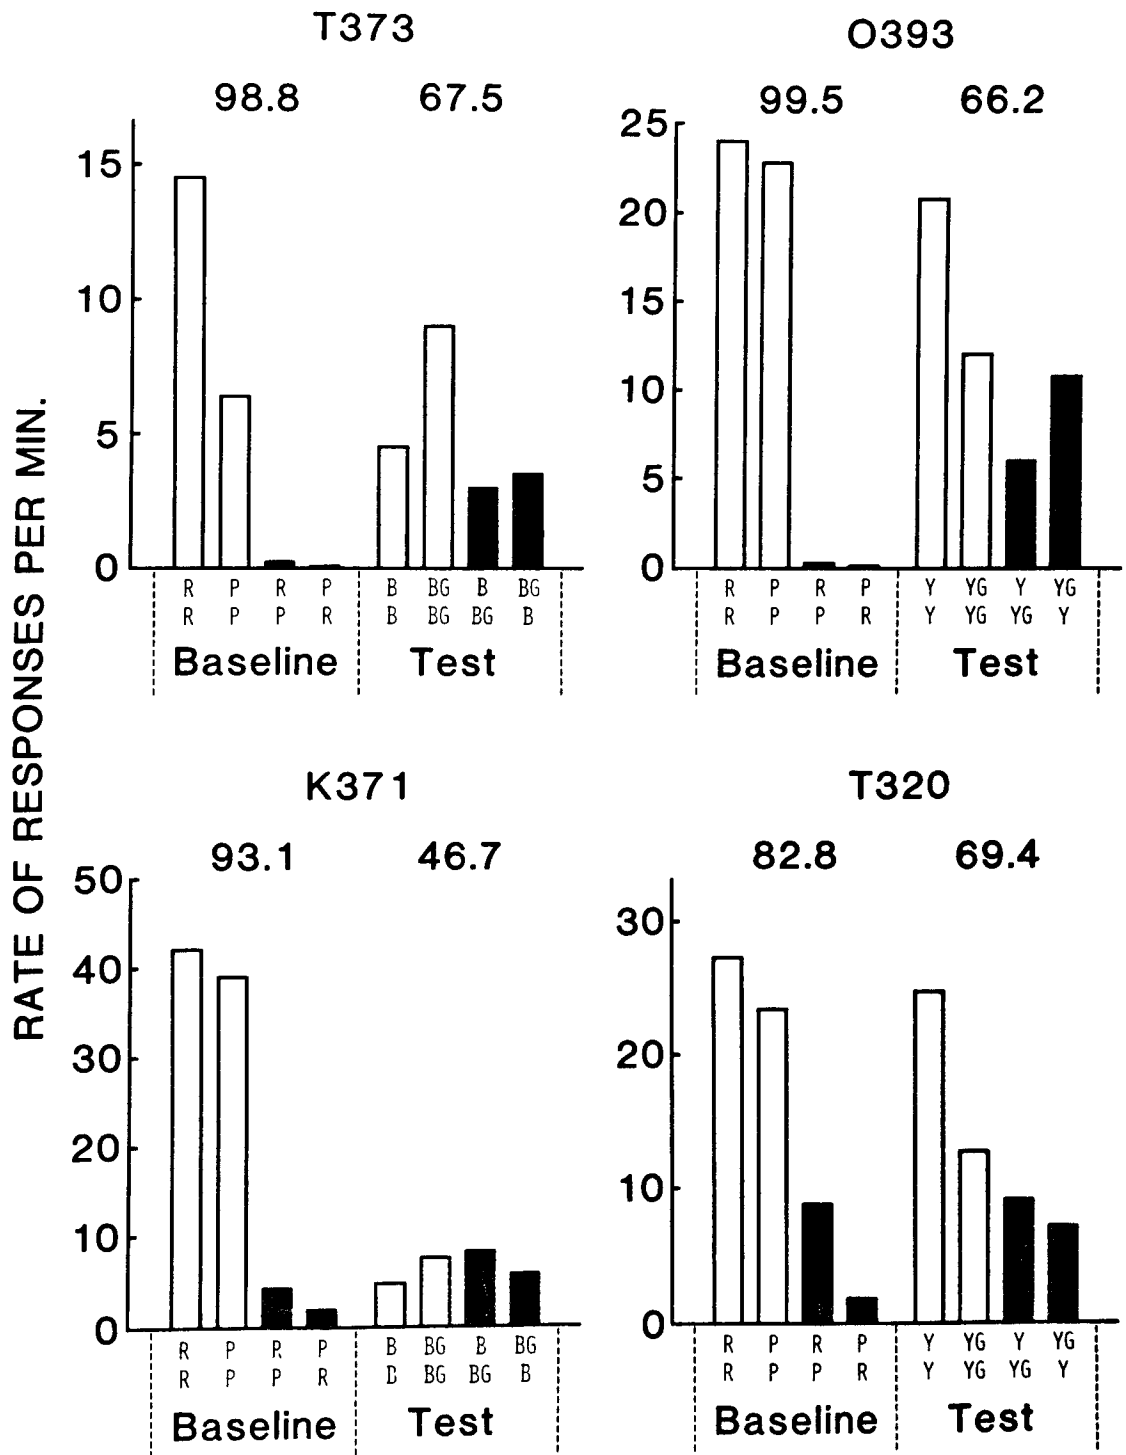 T373
98.8 67.5
15
10
5
0
R P R P B BG B BG
R P P R B BG BG B
Baseline Test
O393
99.5 66.2
25
20
15
10
5
0
R P R P Y YG Y YG
R P P R Y YG YG Y
Baseline Test
RATE OF RESPONSES PER MIN.
K371
93.1 46.7
50
40
30
20
10
0
R P R P B BG B BG
R P P R B BG BG B
Baseline Test
T320
82.8 69.4
30
20
10
0
R P R P Y YG Y YG
R P P R Y YG YG Y
Baseline Test